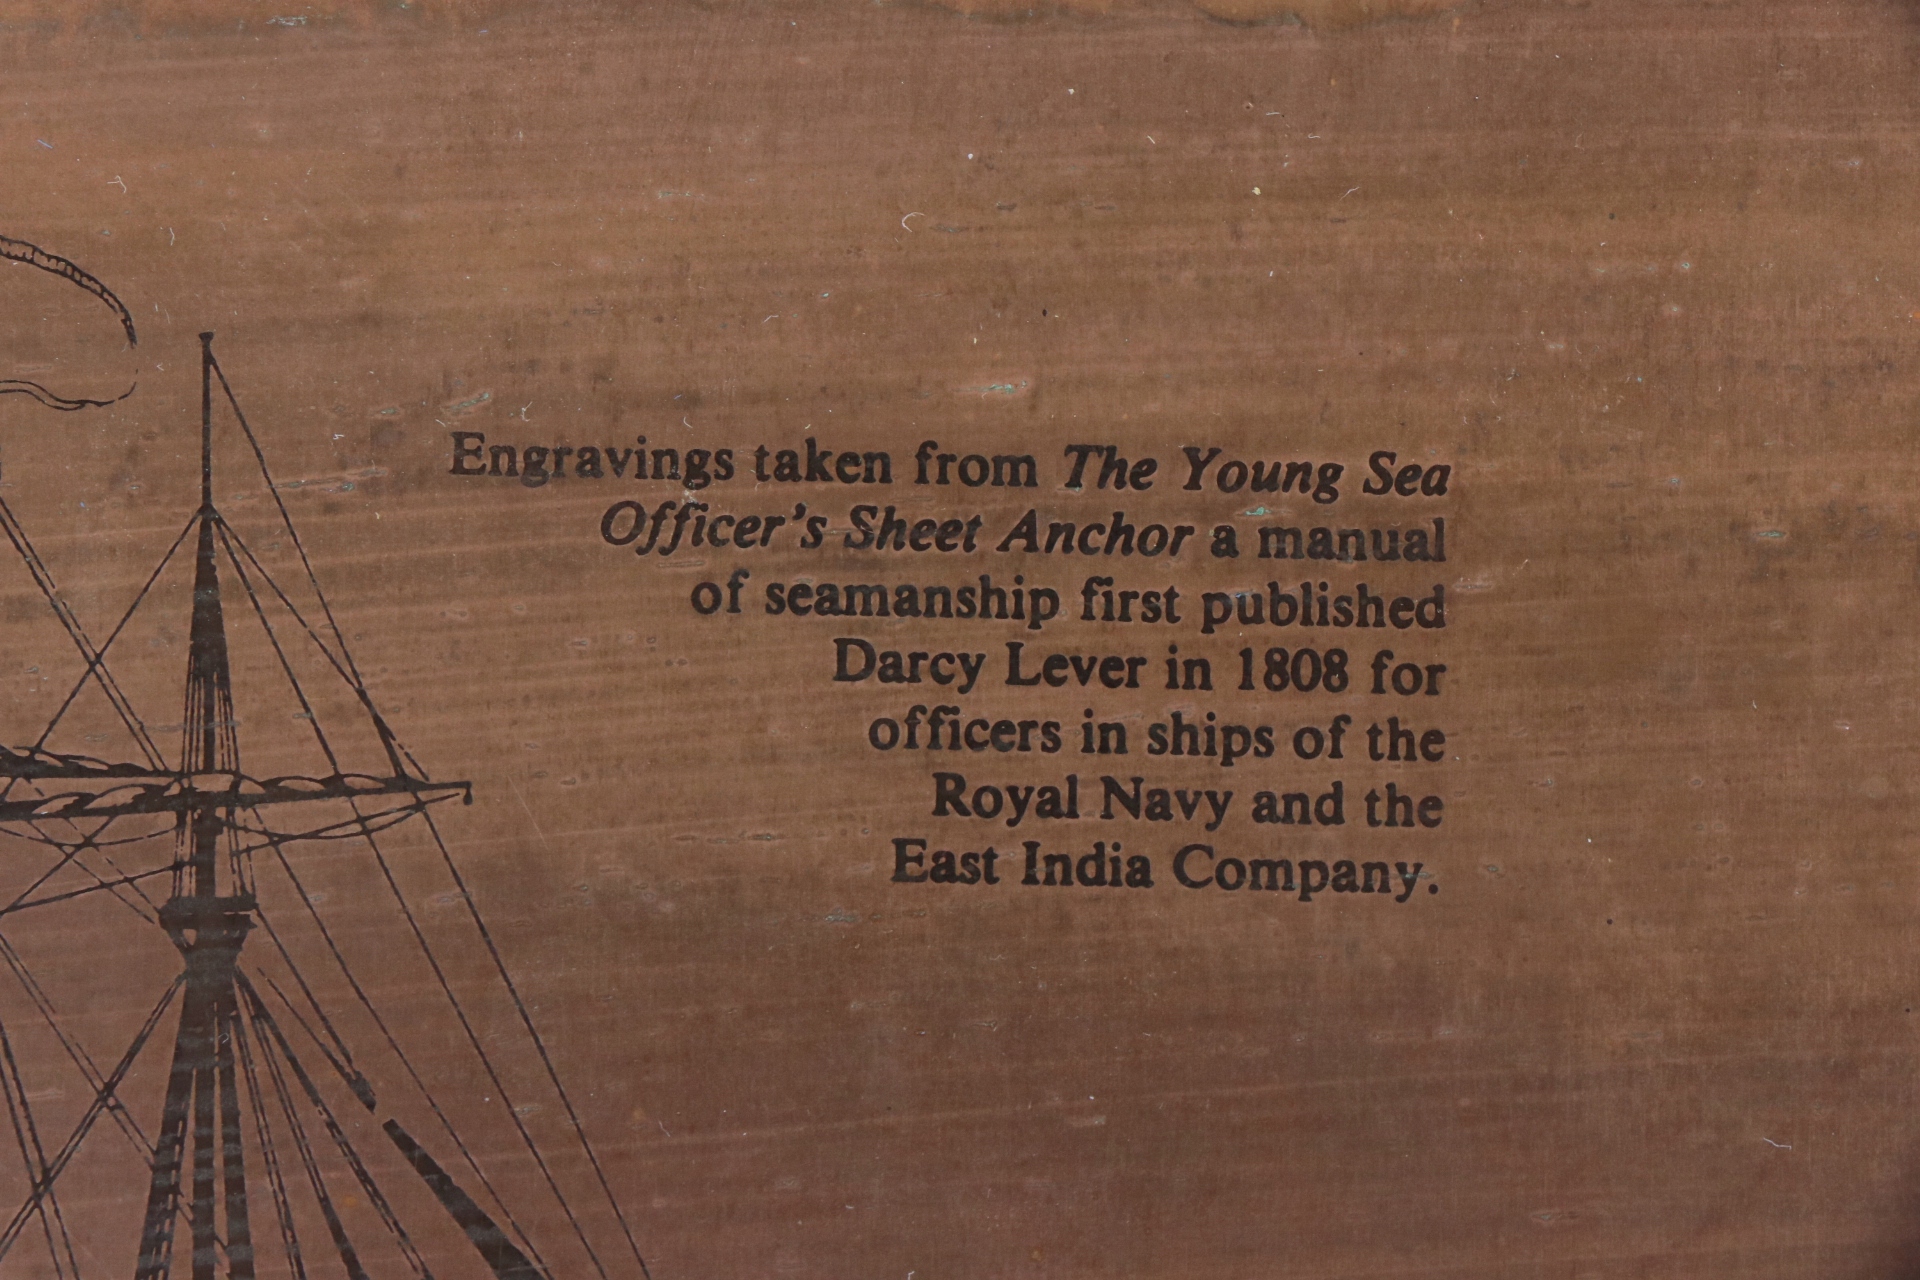 Engravings taken from The Young Sea
Officer's Sheet Anchor a manual
of seamanship first published
Darcy Lever in 1808 for
officers in ships of the
Royal Navy and the
East India Company.